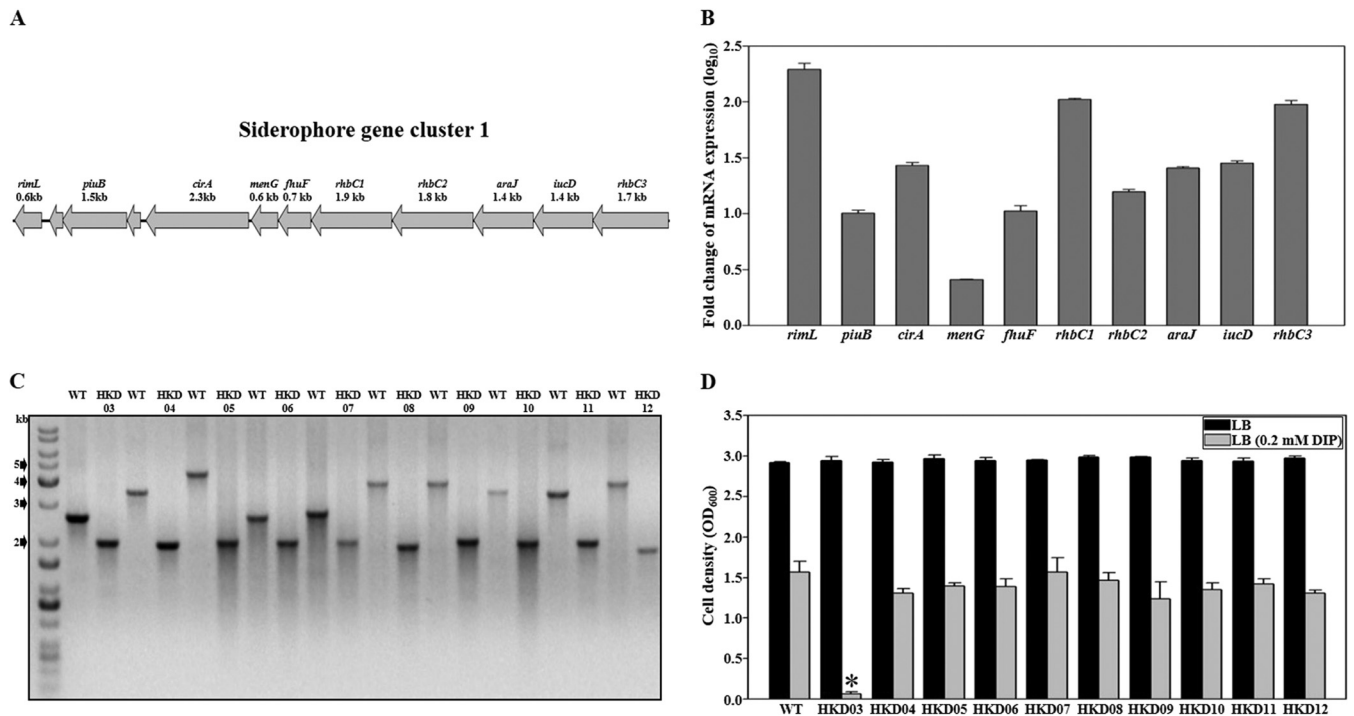 A
Siderophore gene cluster 1
rimL piuB cirA menG fhuF rhbC1 rhbC2 araJ iucD rhbC3
0.6kb 1.5kb 2.3kb 0.6 kb 0.7 kb 1.9 kb 1.8 kb 1.4 kb 1.4 kb 1.7 kb
B
Fold change of mRNA expression (log10)
2.5
2.0
1.5
1.0
0.5
0.0
rimL piuB cirA menG fhuF rhbC1 rhbC2 araJ iucD rhbC3
C
WT HKD WT HKD WT HKD WT HKD WT HKD WT HKD WT HKD WT HKD WT HKD WT HKD
03 04 05 06 07 08 09 10 11 12
kb
5
4
3
2
D
Cell density (OD600)
3.5
3.0
2.5
2.0
1.5
1.0
0.5
0.0
LB
LB (0.2 mM DIP)
*
WT HKD03 HKD04 HKD05 HKD06 HKD07 HKD08 HKD09 HKD10 HKD11 HKD12